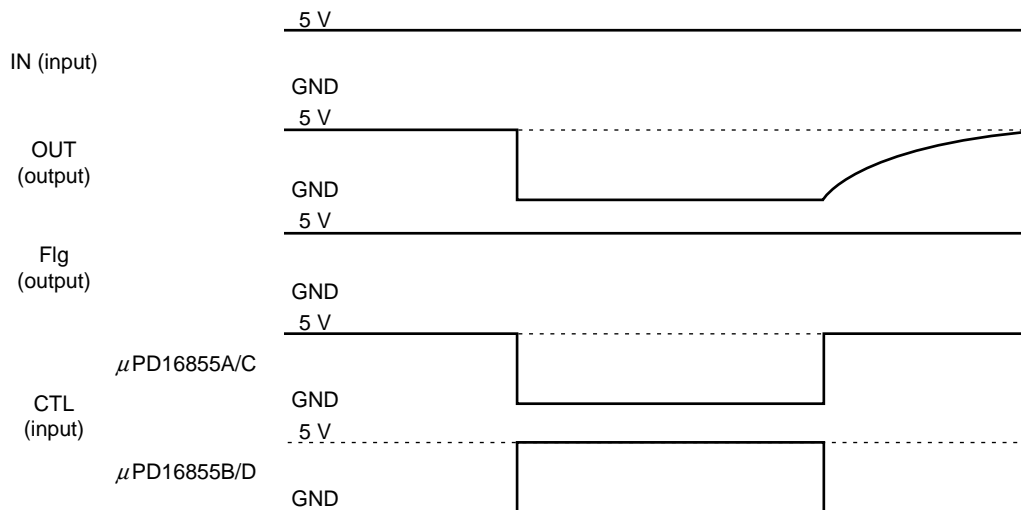 5 V
IN (input)
GND
5 V
OUT
(output)
GND
5 V
Flg
(output)
GND
5 V
μPD16855A/C
GND
CTL
(input)
5 V
μPD16855B/D
GND